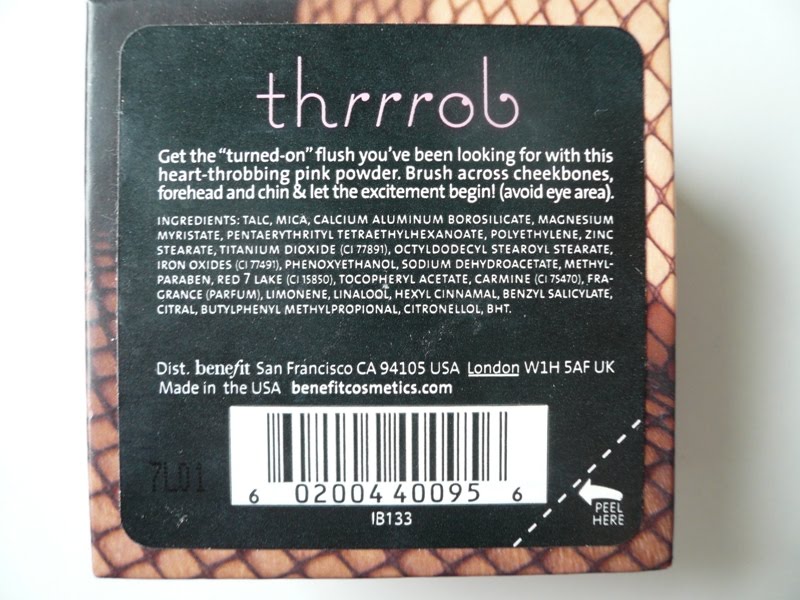 thrrrob
Get the "turned-on" flush you've been looking for with this
heart-throbbing pink powder. Brush across cheekbones,
forehead and chin & let the excitement begin! (avoid eye area).
INGREDIENTS: TALC, MICA, CALCIUM ALUMINUM BOROSILICATE, MAGNESIUM
MYRISTATE, PENTAERYTHRITYL TETRAETHYLHEXANOATE, POLYETHYLENE, ZINC
STEARATE, TITANIUM DIOXIDE (CI 77891), OCTYLDODECYL STEAROYL STEARATE,
IRON OXIDES (CI 77491), PHENOXYETHANOL, SODIUM DEHYDROACETATE, METHYL-
PARABEN, RED 7 LAKE (CI 15850), TOCOPHERYL ACETATE, CARMINE (CI 75470), FRA-
GRANCE (PARFUM), LIMONENE, LINALOOL, HEXYL CINNAMAL, BENZYL SALICYLATE,
CITRAL, BUTYLPHENYL METHYLPROPIONAL, CITRONELLOL, BHT.
Dist. benefit San Francisco CA 94105 USA London W1H 5AF UK
Made in the USA benefitcosmetics.com
7L01
6 02004 40095 6
IB133
PEEL
HERE